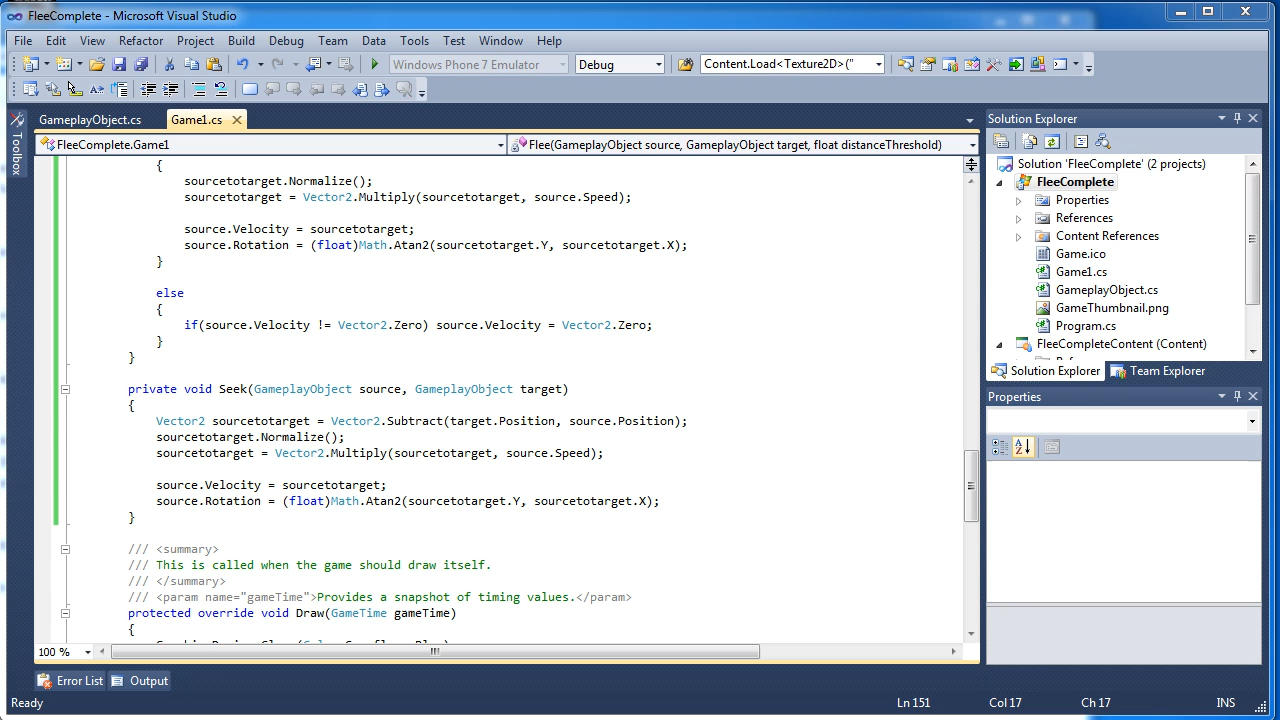 FleeComplete - Microsoft Visual Studio
File Edit View Refactor Project Build Debug Team Data Tools Test Window Help
Windows Phone 7 Emulator Debug Content.Load<Texture2D>("
GameplayObject.cs Game1.cs
FleeComplete.Game1 Flee(GameplayObject source, GameplayObject target, float distanceThreshold)
Toolbox
{
sourcetotarget.Normalize();
sourcetotarget = Vector2.Multiply(sourcetotarget, source.Speed);
source.Velocity = sourcetotarget;
source.Rotation = (float)Math.Atan2(sourcetotarget.Y, sourcetotarget.X);
}
else
{
if(source.Velocity != Vector2.Zero) source.Velocity = Vector2.Zero;
}
}
private void Seek(GameplayObject source, GameplayObject target)
{
Vector2 sourcetotarget = Vector2.Subtract(target.Position, source.Position);
sourcetotarget.Normalize();
sourcetotarget = Vector2.Multiply(sourcetotarget, source.Speed);
source.Velocity = sourcetotarget;
source.Rotation = (float)Math.Atan2(sourcetotarget.Y, sourcetotarget.X);
}
/// <summary>
/// This is called when the game should draw itself.
/// </summary>
/// <param name="gameTime">Provides a snapshot of timing values.</param>
protected override void Draw(GameTime gameTime)
{
100 %
Solution Explorer
Solution 'FleeComplete' (2 projects)
FleeComplete
Properties
References
Content References
Game.ico
Game1.cs
GameplayObject.cs
GameThumbnail.png
Program.cs
FleeCompleteContent (Content)
Solution Explorer Team Explorer
Properties
Error List Output
Ready Ln 151 Col 17 Ch 17 INS